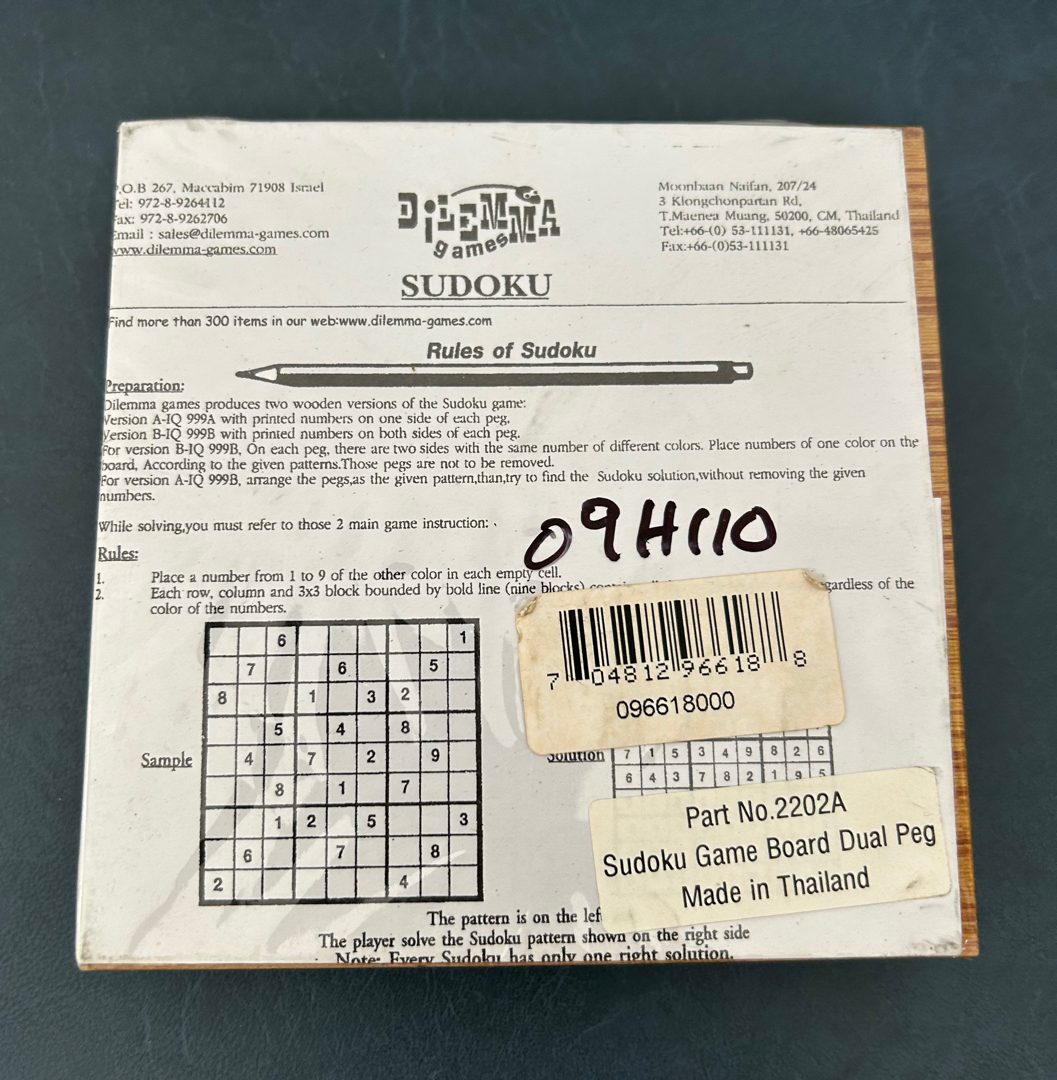 .O.B 267, Maccabim 71908 Israel
el: 972-8-9264112
ax: 972-8-9262706
Email : sales@dilemma-games.com
www.dilemma-games.com
DiLEMMA
games
SUDOKU
Moonbaan Naifan, 207/24
3 Klongchonpartan Rd,
T.Maenea Muang, 50200, CM, Thailand
Tel:+66-(0) 53-111131, +66-48065425
Fax:+66-(0)53-111131
Find more than 300 items in our web:www.dilemma-games.com
Rules of Sudoku
Preparation:
Dilemma games produces two wooden versions of the Sudoku game:
Version A-IQ 999A with printed numbers on one side of each peg,
Version B-IQ 999B with printed numbers on both sides of each peg.
For version B-IQ 999B, On each peg, there are two sides with the same number of different colors. Place numbers of one color on the
board, According to the given patterns.Those pegs are not to be removed.
For version A-IQ 999B, arrange the pegs,as the given pattern,than,try to find the Sudoku solution,without removing the given
numbers.
While solving,you must refer to those 2 main game instruction:
09H110
Rules:
1. Place a number from 1 to 9 of the other color in each empty cell.
2. Each row, column and 3x3 block bounded by bold line (nine blocks) gardless of the
color of the numbers.
6 1
7 6 5
8 1 3 2
5 4 8
Sample 4 7 2 9
8 1 7
1 2 5 3
6 7 8
2 4
7 04812 96618 8
096618000
Solution 7 1 5 3 4 9 8 2 6
6 4 3 7 8 2 1 9 5
Part No.2202A
Sudoku Game Board Dual Peg
Made in Thailand
The pattern is on the lef
The player solve the Sudoku pattern shown on the right side
Note: Every Sudoku has only one right solution.